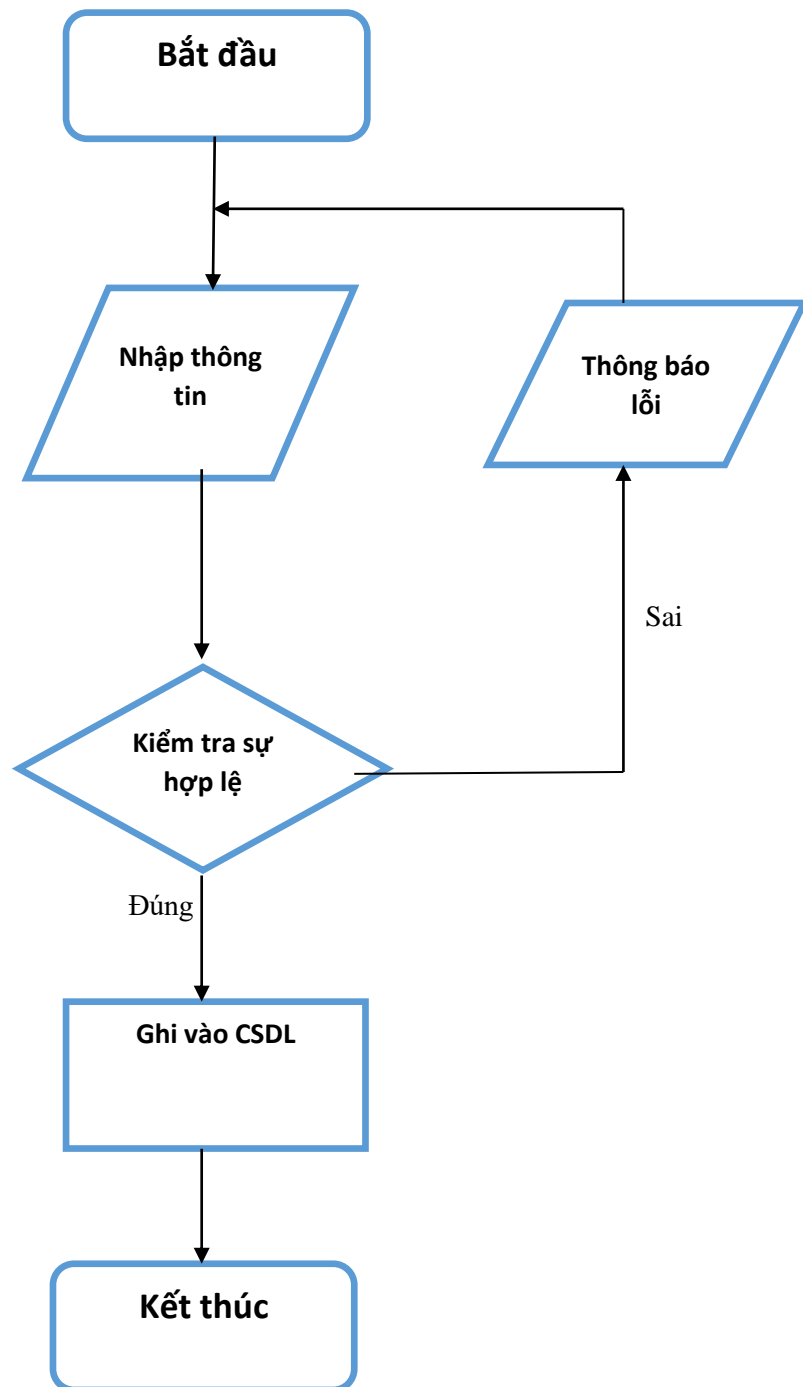 Bắt đầu
Nhập thông
tin
Thông báo
lỗi
Sai
Kiểm tra sự
hợp lệ
Đúng
Ghi vào CSDL
Kết thúc